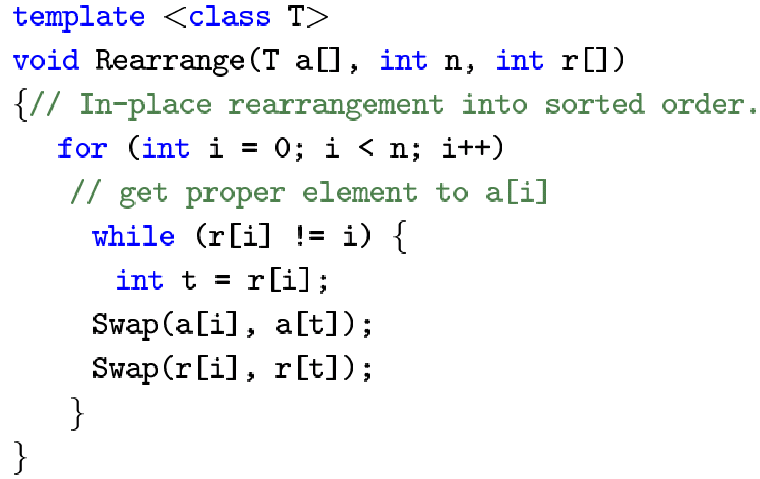 template <class T>
void Rearrange(T a[], int n, int r[])
{// In-place rearrangement into sorted order.
for (int i = 0; i < n; i++)
// get proper element to a[i]
while (r[i] != i) {
int t = r[i];
Swap(a[i], a[t]);
Swap(r[i], r[t]);
}
}